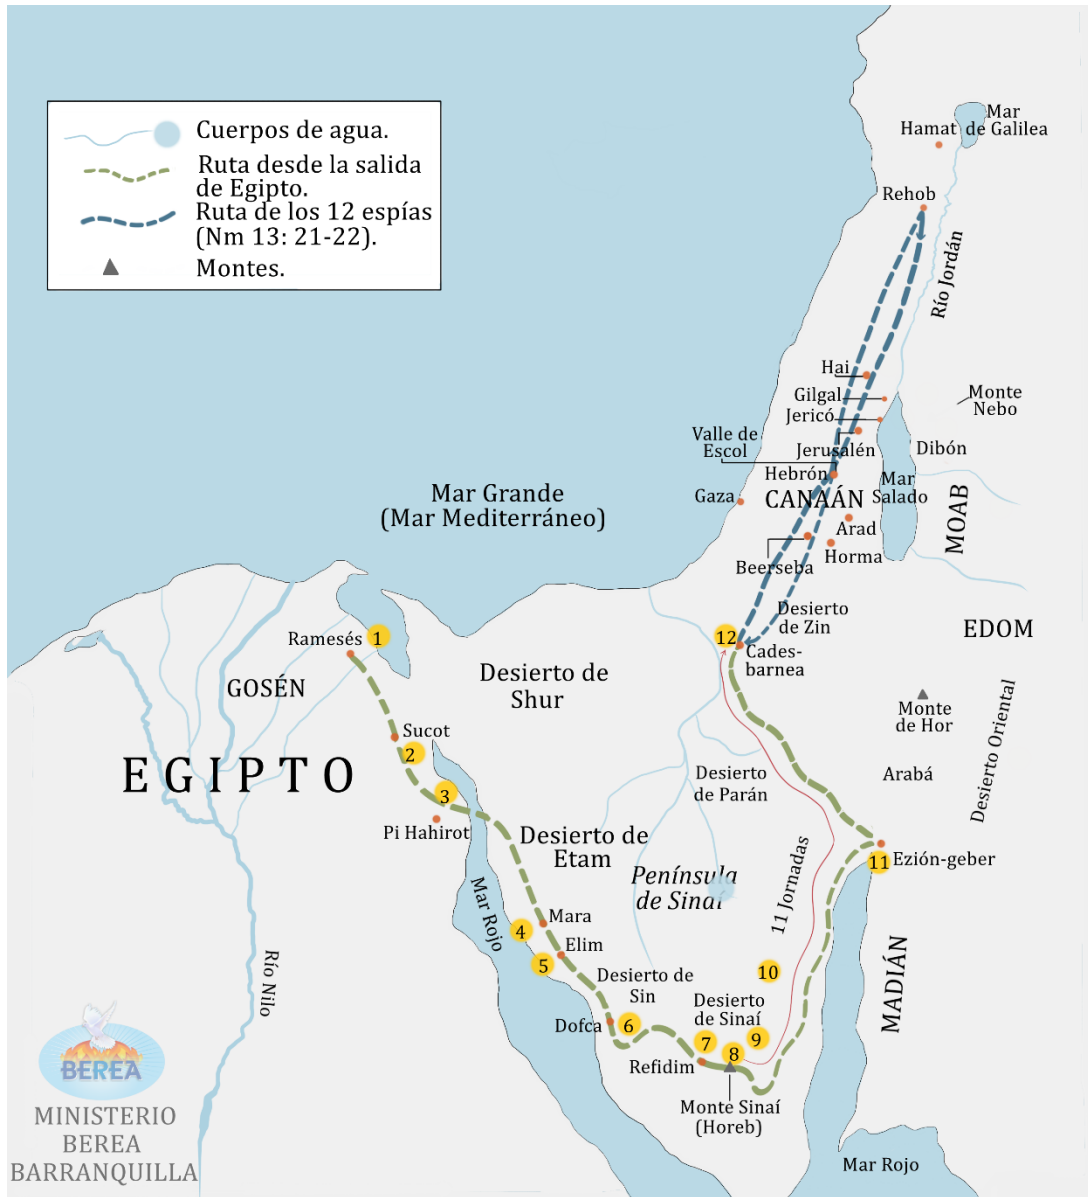 Cuerpos de agua.
Ruta desde la salida
de Egipto.
Ruta de los 12 espías
(Nm 13: 21-22).
Montes.
Mar
de Galilea
Hamat
Rehob
Río Jordán
Hai
Gilgal
Jericó
Monte
Nebo
Valle de
Escol
Jerusalén
Dibón
Hebrón
Mar
Salado
Gaza
CANAÁN
MOAB
Arad
Horma
Beerseba
Mar Grande
(Mar Mediterráneo)
Desierto
de Zin
EDOM
12
Cades-
barnea
Ramesés
1
GOSÉN
Desierto de
Shur
Monte
de Hor
Desierto Oriental
Sucot
2
EGIPTO
3
Pi Hahirot
Desierto
de Parán
Arabá
Desierto de
Etam
Península
de Sinaí
11 Jornadas
11
Ezión-geber
Mar Rojo
Mara
4
Elim
5
Río Nilo
Desierto de
Sin
10
MADIÁN
Dofca
6
Desierto
de Sinaí
7
8
9
Refidim
Monte Sinaí
(Horeb)
Mar Rojo
BEREA
MINISTERIO
BEREA
BARRANQUILLA